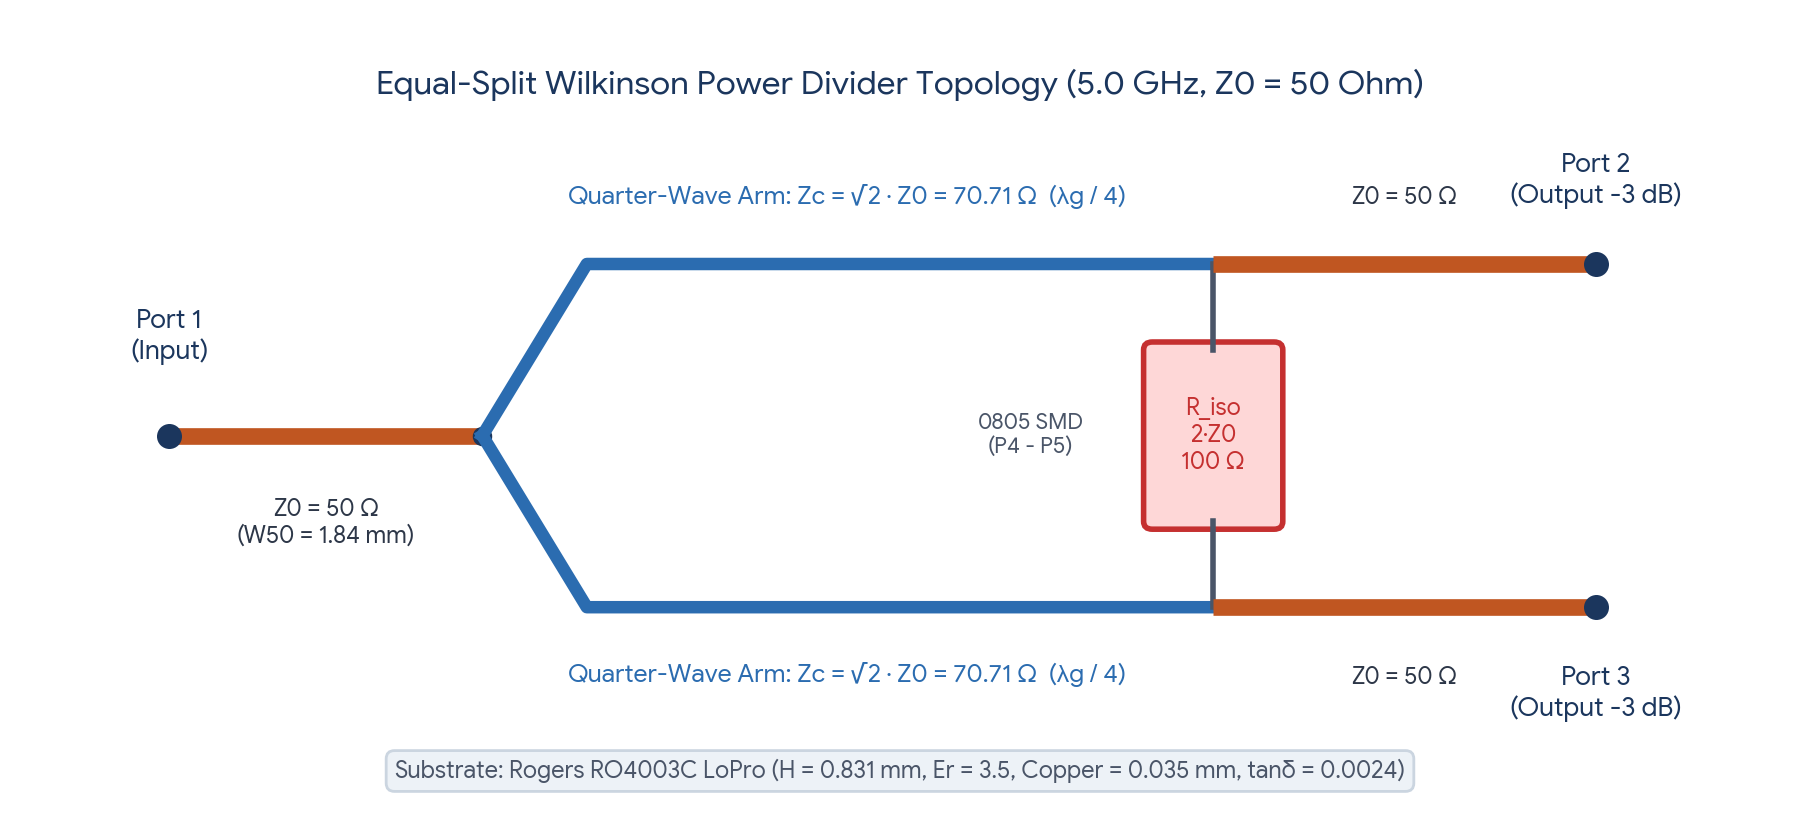 Equal-Split Wilkinson Power Divider Topology (5.0 GHz, Z0 = 50 Ohm)
Port 2
(Output -3 dB)
Quarter-Wave Arm: Zc = √2 · Z0 = 70.71 Ω  (λg / 4)
Z0 = 50 Ω
Port 1
(Input)
Z0 = 50 Ω
(W50 = 1.84 mm)
0805 SMD
(P4 - P5)
R_iso
2·Z0
100 Ω
Quarter-Wave Arm: Zc = √2 · Z0 = 70.71 Ω  (λg / 4)
Z0 = 50 Ω
Port 3
(Output -3 dB)
Substrate: Rogers RO4003C LoPro (H = 0.831 mm, Er = 3.5, Copper = 0.035 mm, tanδ = 0.0024)